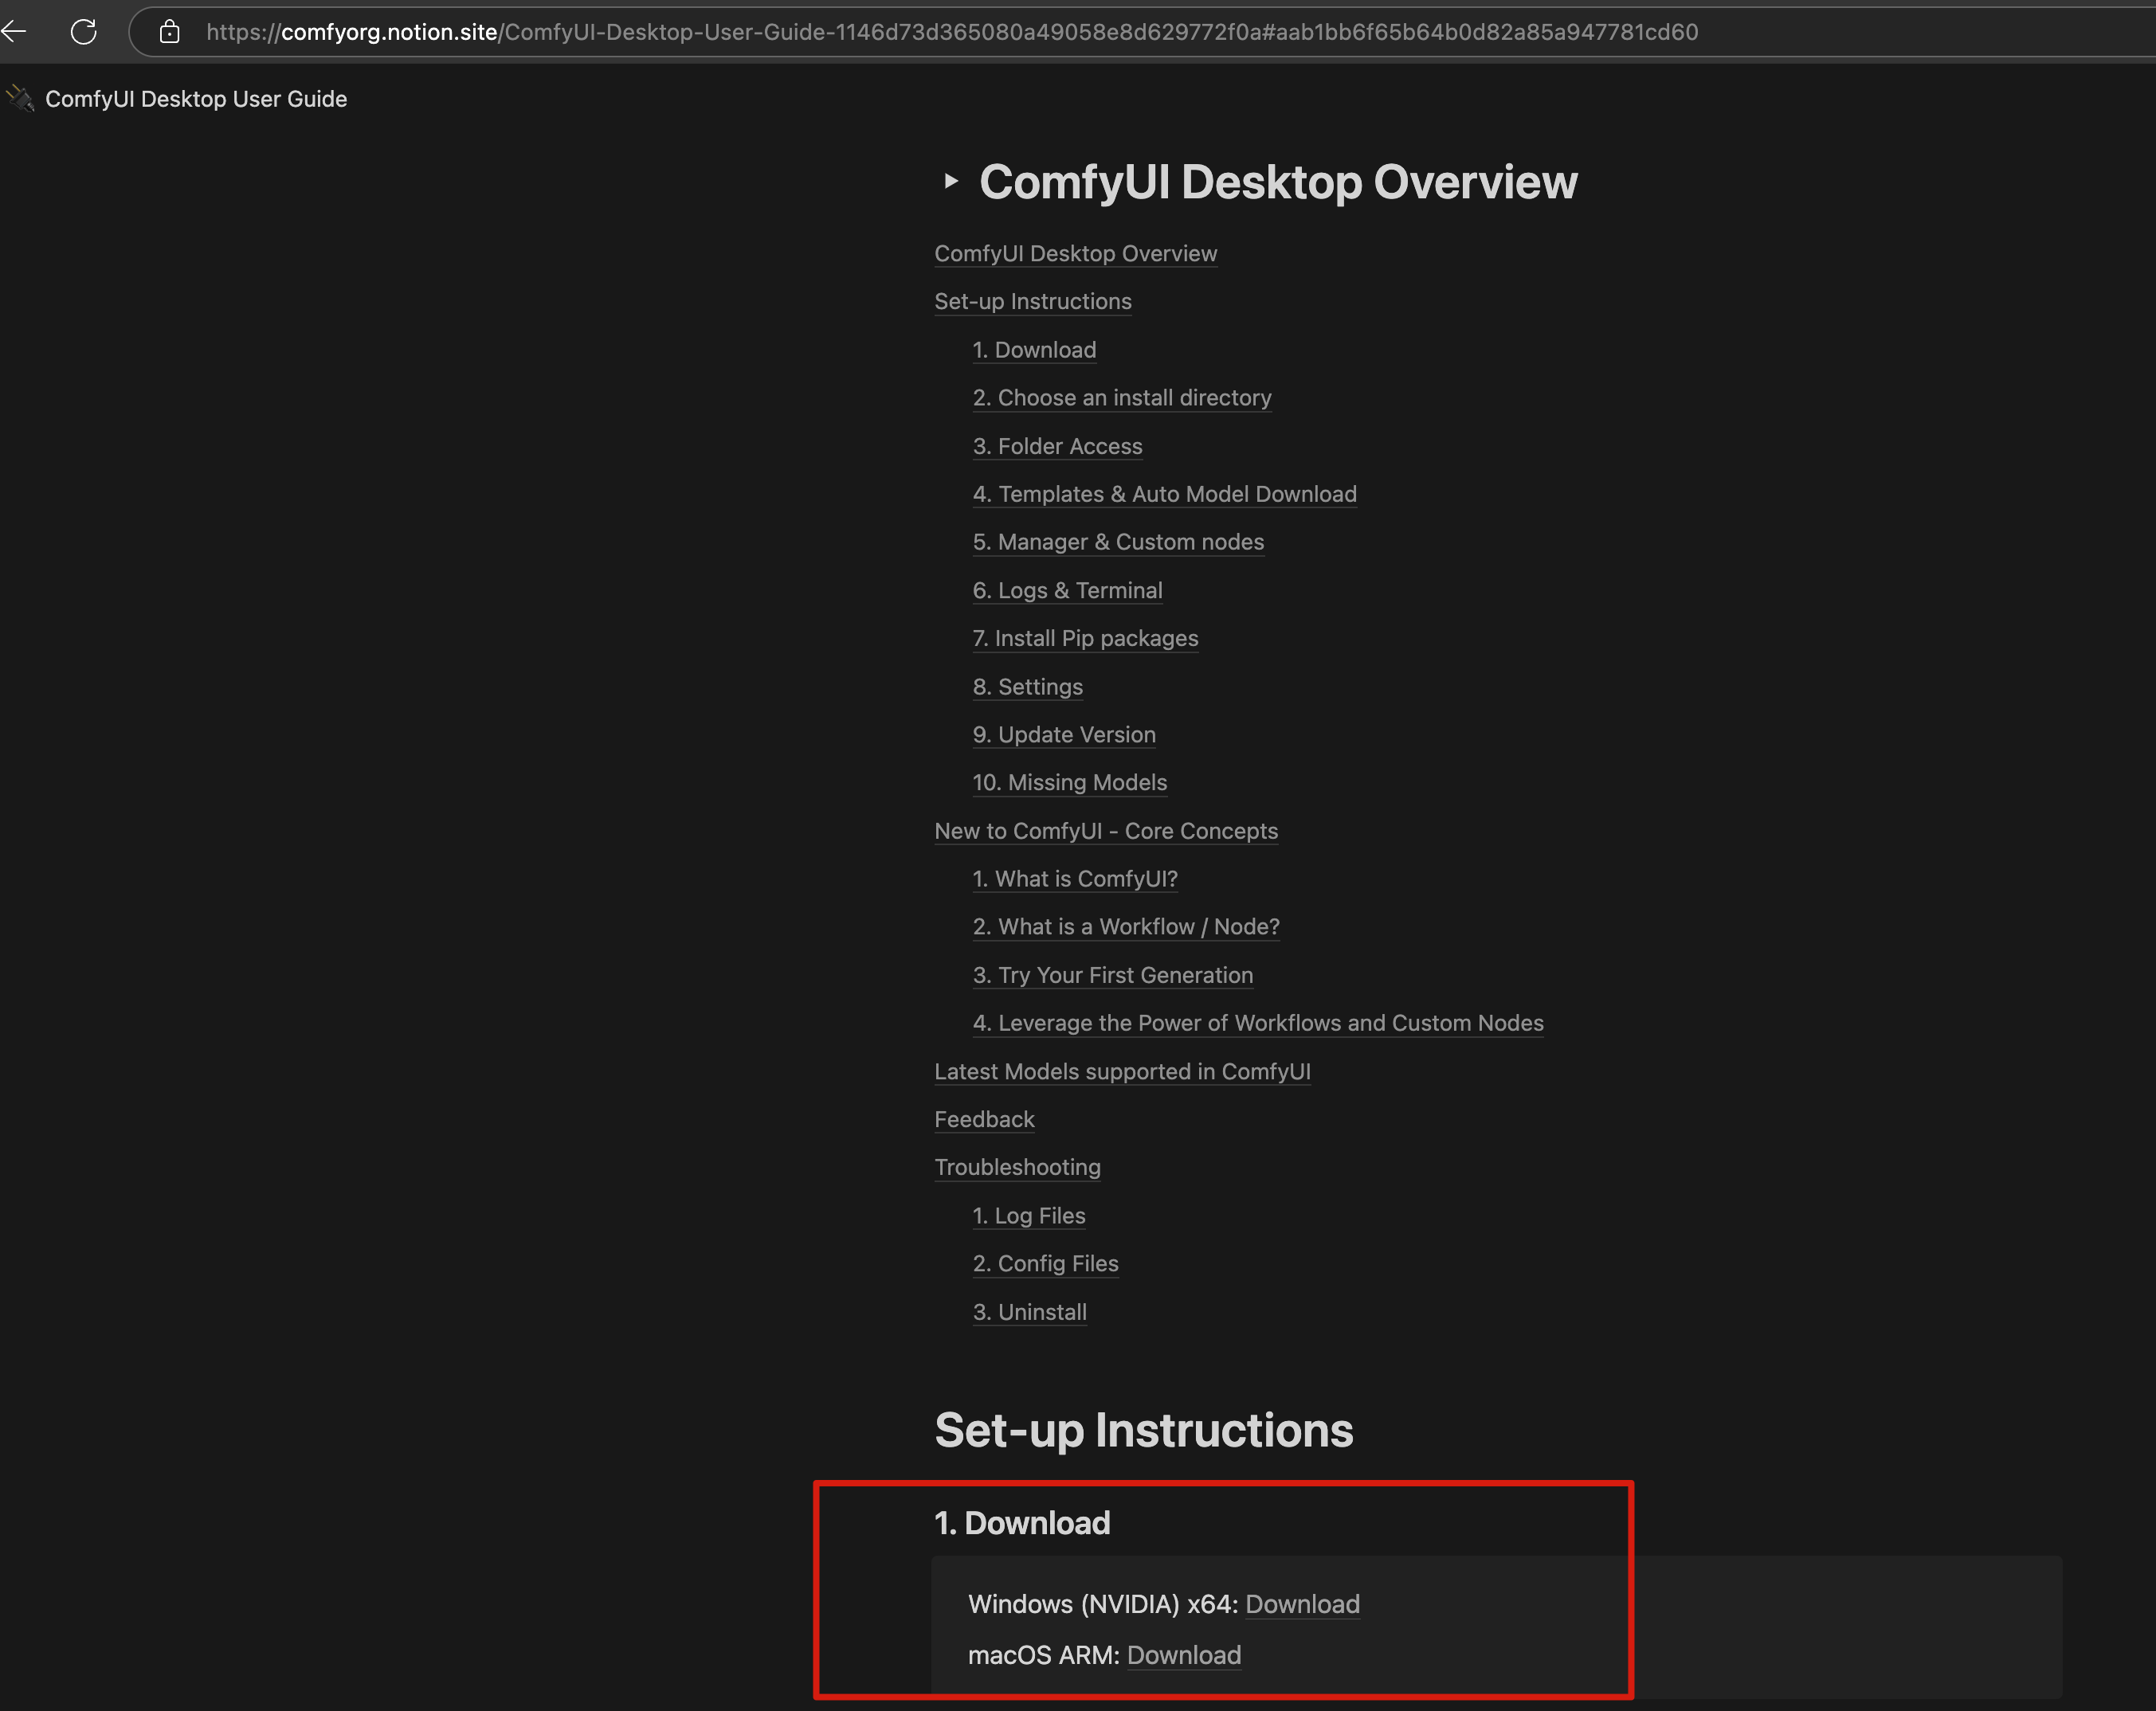 https://comfyorg.notion.site/ComfyUI-Desktop-User-Guide-1146d73d365080a49058e8d629772f0a#aab1bb6f65b64b0d82a85a947781cd60
ComfyUI Desktop User Guide
ComfyUI Desktop Overview
ComfyUI Desktop Overview
Set-up Instructions
1. Download
2. Choose an install directory
3. Folder Access
4. Templates & Auto Model Download
5. Manager & Custom nodes
6. Logs & Terminal
7. Install Pip packages
8. Settings
9. Update Version
10. Missing Models
New to ComfyUI - Core Concepts
1. What is ComfyUI?
2. What is a Workflow / Node?
3. Try Your First Generation
4. Leverage the Power of Workflows and Custom Nodes
Latest Models supported in ComfyUI
Feedback
Troubleshooting
1. Log Files
2. Config Files
3. Uninstall
Set-up Instructions
1. Download
Windows (NVIDIA) x64: Download
macOS ARM: Download